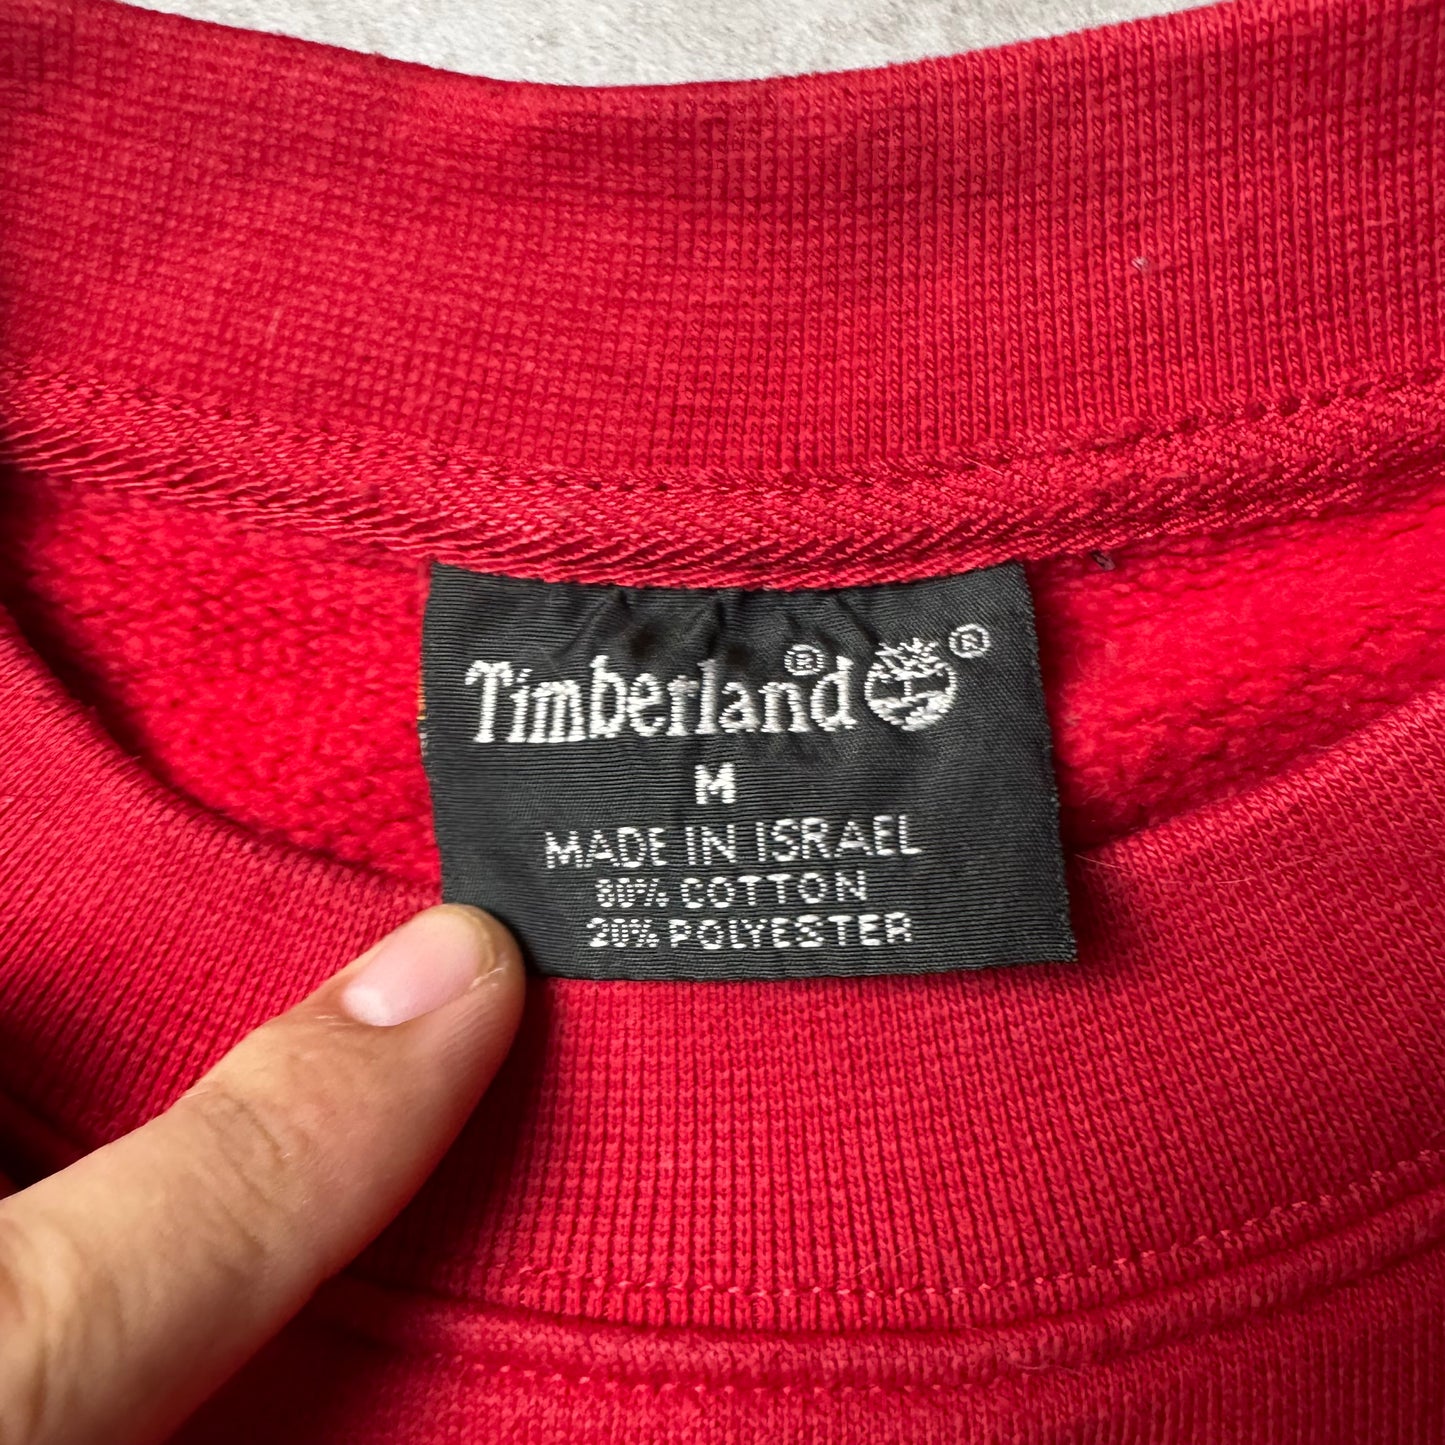 Timberland® ®
M
MADE IN ISRAEL
80% COTTON
20% POLYESTER